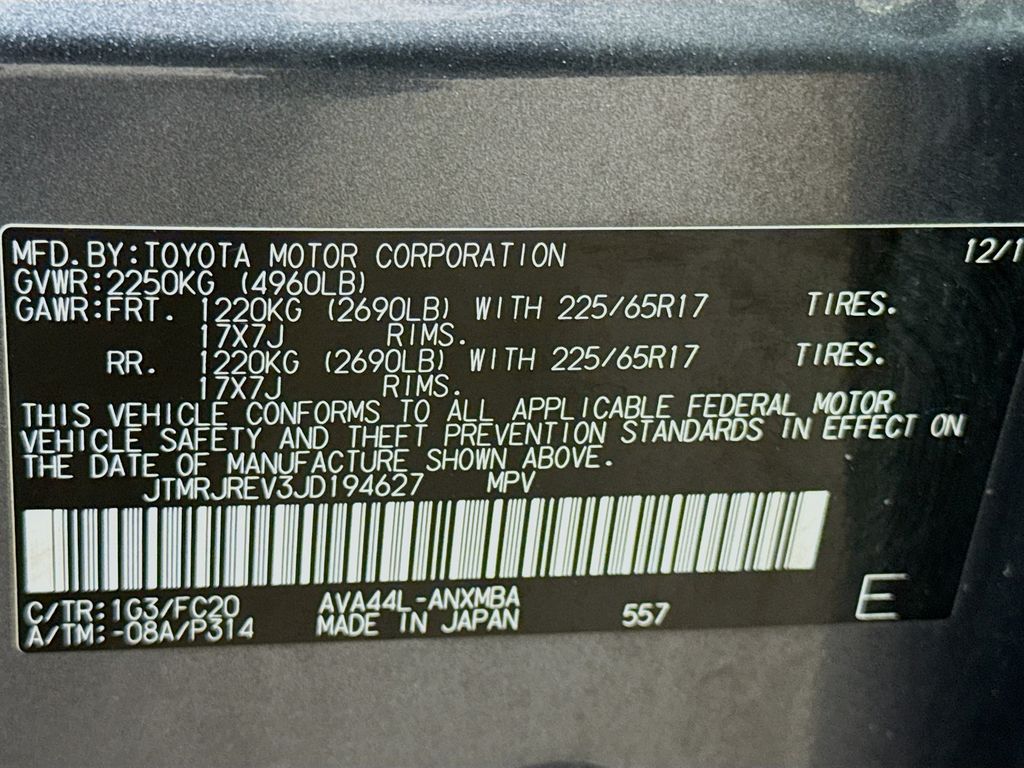 MFD.BY:TOYOTA MOTOR CORPORATION 12/1
GVWR:2250KG (4960LB)
GAWR:FRT. 1220KG (2690LB) WITH 225/65R17 TIRES.
17X7J RIMS.
RR. 1220KG (2690LB) WITH 225/65R17 TIRES.
17X7J RIMS.
THIS VEHICLE CONFORMS TO ALL APPLICABLE FEDERAL MOTOR
VEHICLE SAFETY AND THEFT PREVENTION STANDARDS IN EFFECT ON
THE DATE OF MANUFACTURE SHOWN ABOVE.
JTMRJREV3JD194627 MPV
C/TR:1G3/FC20 AVA44L-ANXMBA 557 E
A/TM:-08A/P314 MADE IN JAPAN